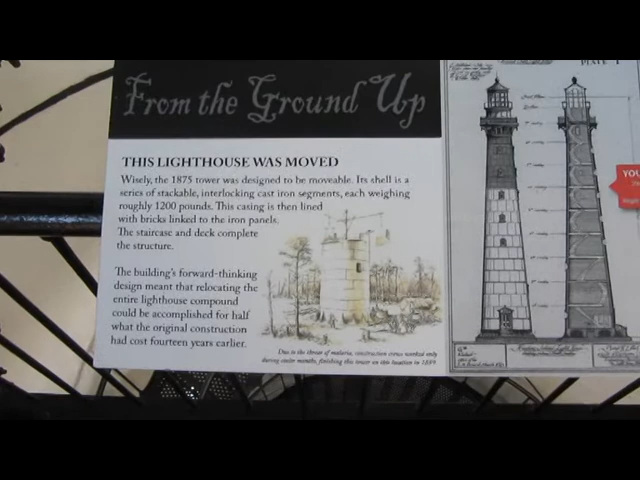 From the Ground Up
THIS LIGHTHOUSE WAS MOVED
Wisely, the 1875 tower was designed to be moveable. Its shell is a
series of stackable, interlocking cast iron segments, each weighing
roughly 1200 pounds. This casing is then lined
with bricks linked to the iron panels.
The staircase and deck complete
the structure.
The building's forward-thinking
design meant that relocating the
entire lighthouse compound
could be accomplished for half
what the original construction
had cost fourteen years earlier.
Due to the threat of malaria, construction crews worked only
during cooler months, finishing this tower on this location in 1889.
PLATE I
YOU